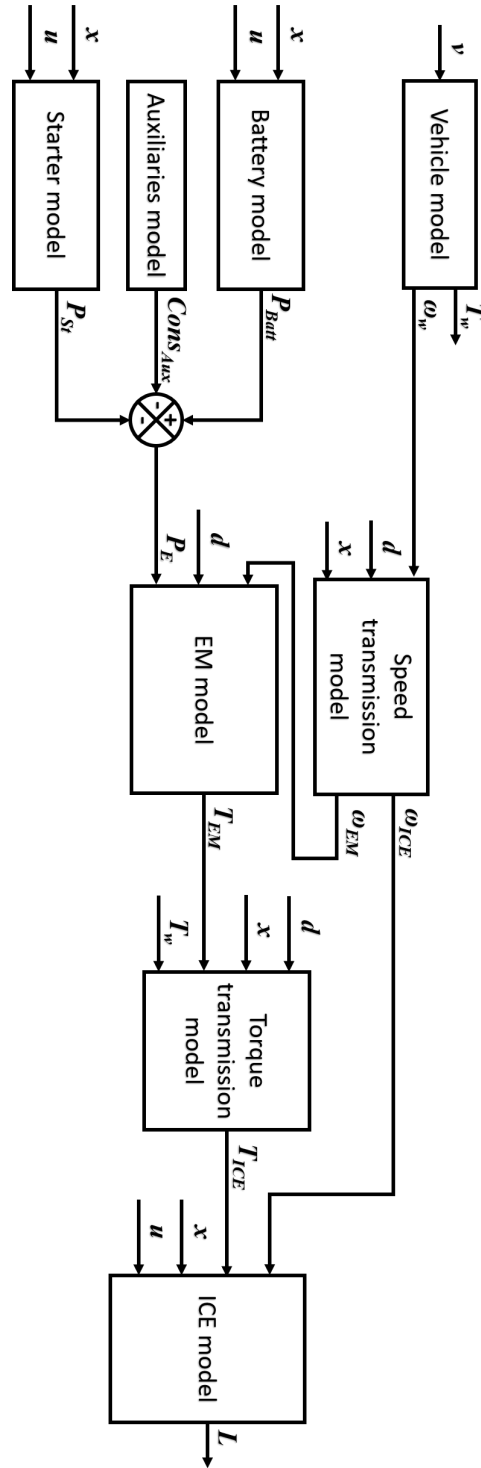 v
Vehicle model
T_w
ω_w
d
x
Speed
transmission
model
ω_ICE
ω_EM
x
u
Battery model
P_Batt
Auxiliaries model
Cons_Aux
x
u
Starter model
P_St
+
-
-
d
P_E
EM model
T_EM
d
x
T_w
Torque
transmission
model
T_ICE
x
u
ICE model
L